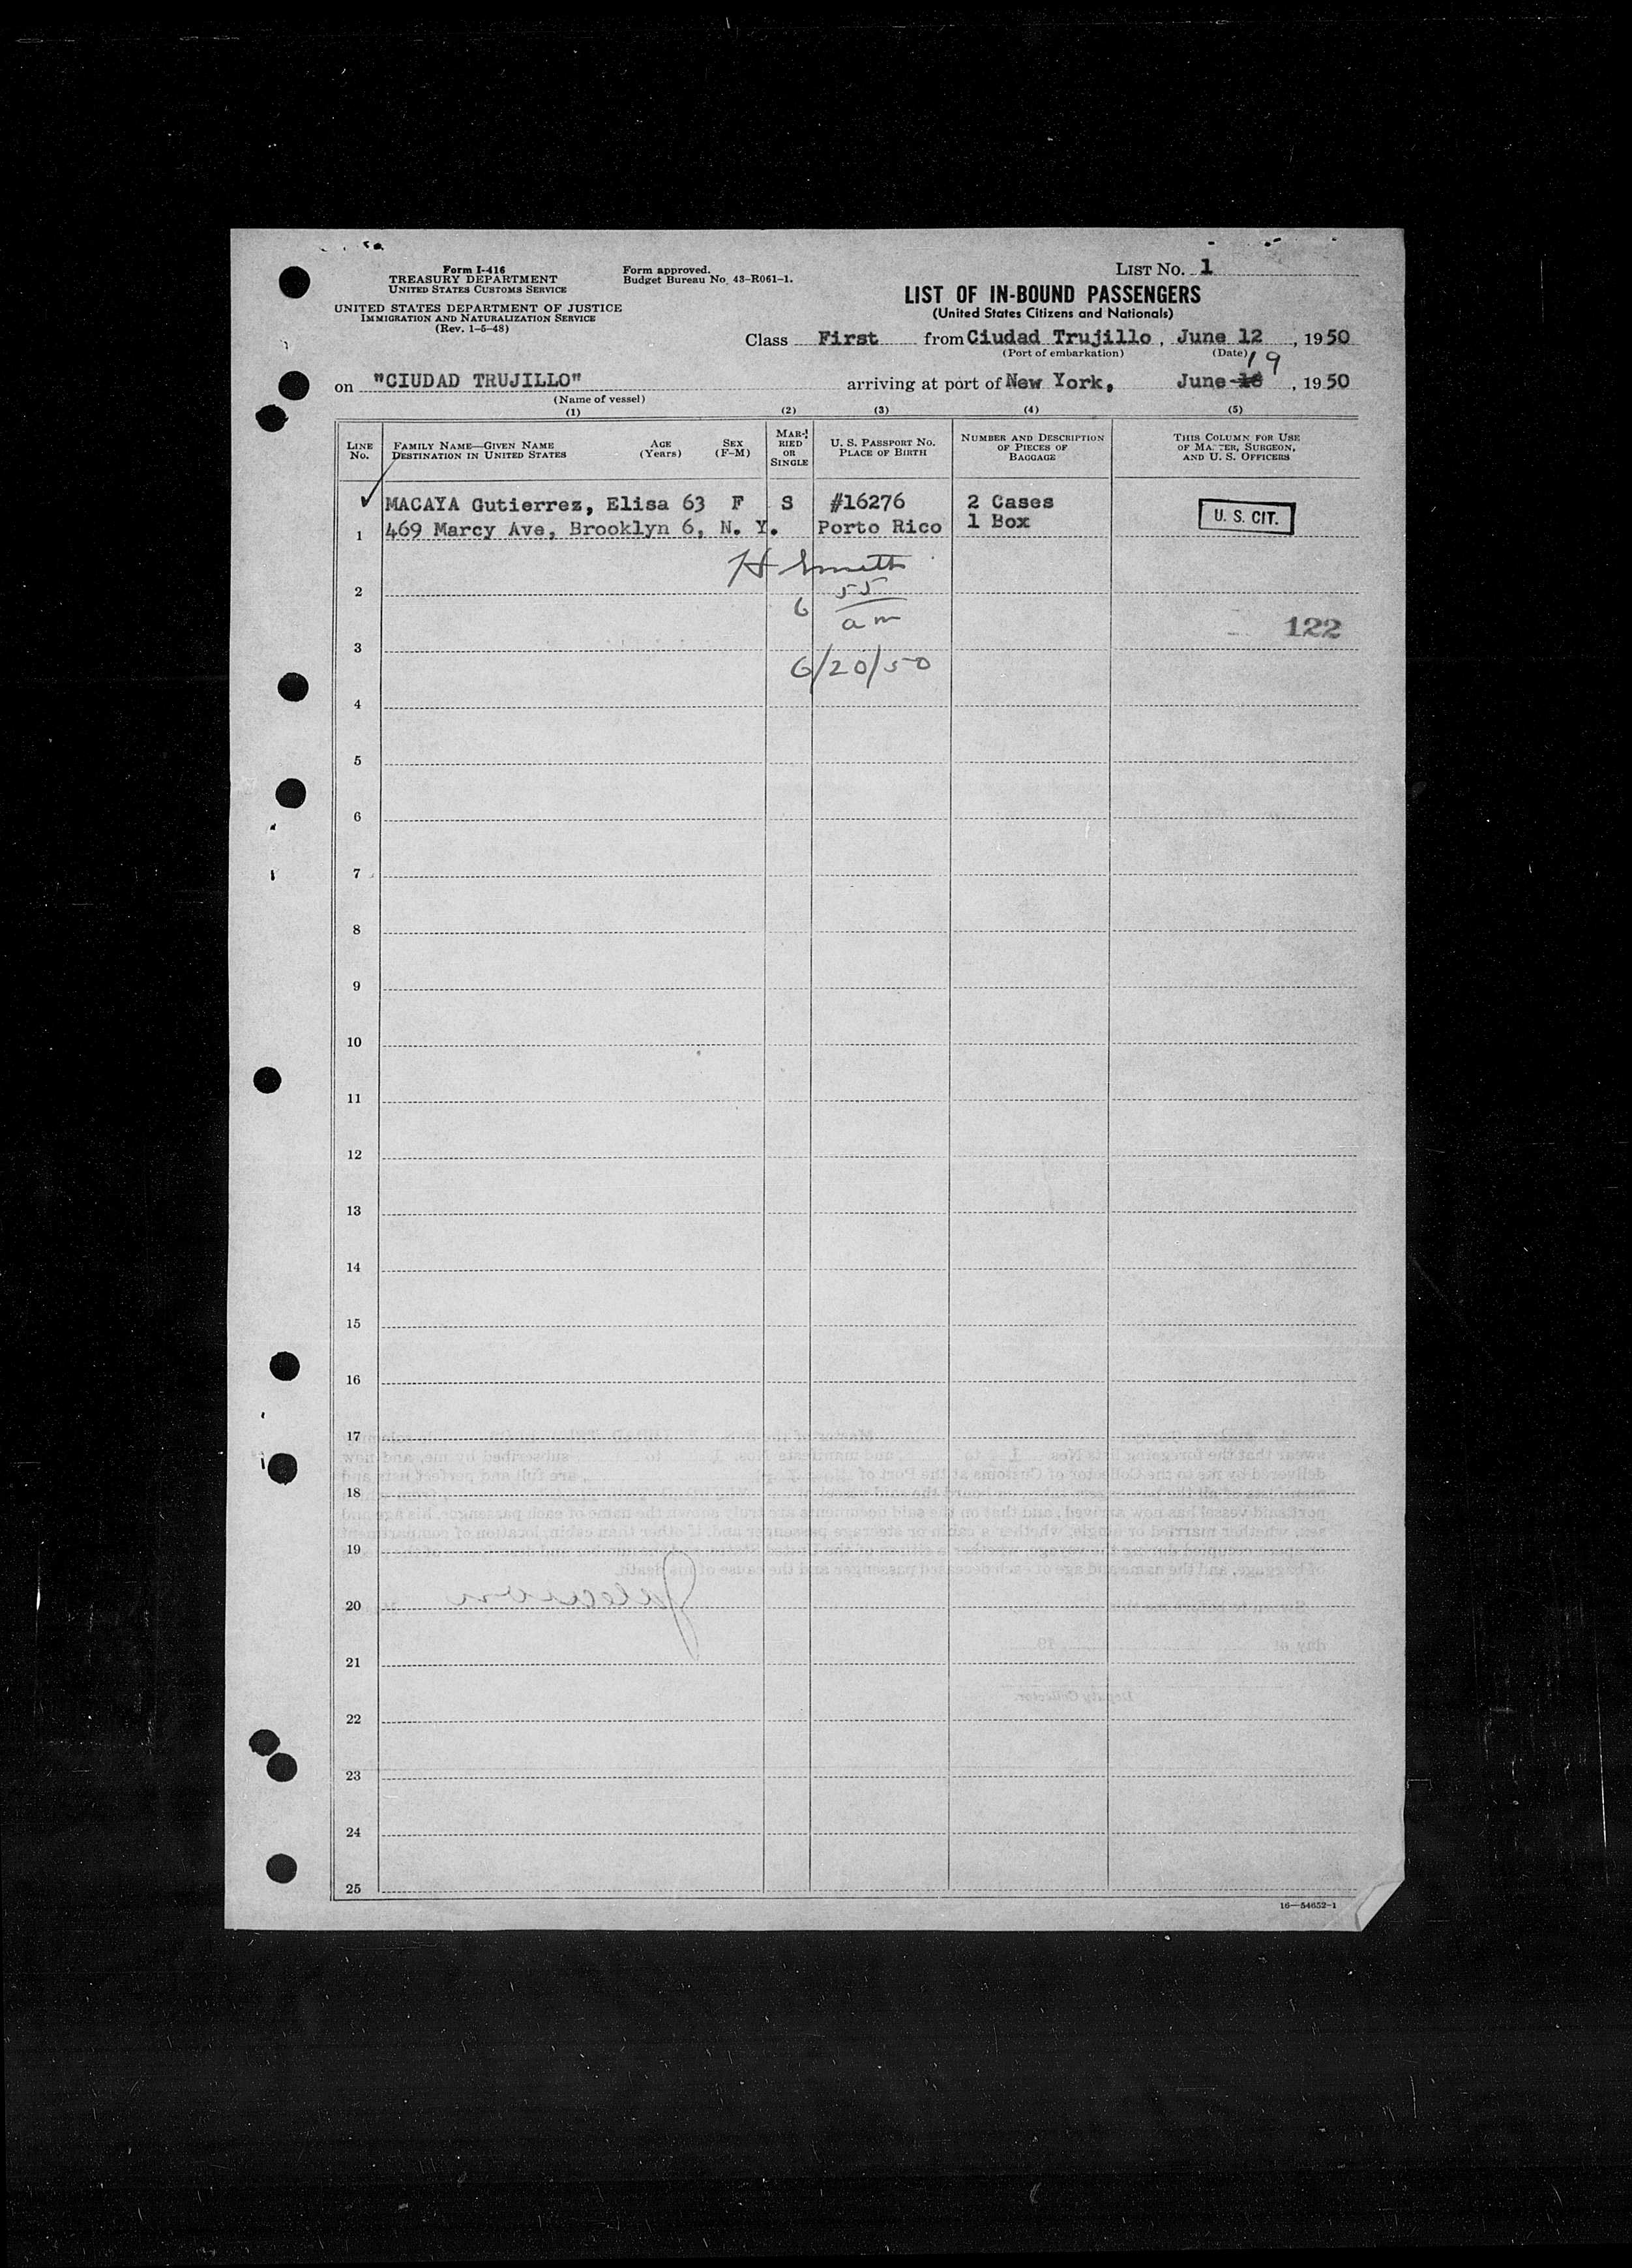 Form I-416
TREASURY DEPARTMENT
UNITED STATES CUSTOMS SERVICE
UNITED STATES DEPARTMENT OF JUSTICE
IMMIGRATION AND NATURALIZATION SERVICE
(Rev. 1-5-48)
Form approved.
Budget Bureau No. 43-R061-1.
LIST No. 1
LIST OF IN-BOUND PASSENGERS
(United States Citizens and Nationals)
Class First from Ciudad Trujillo, June 12, 1950
(Port of embarkation) (Date)
19
on "CIUDAD TRUJILLO" arriving at port of New York, June 18, 1950
(Name of vessel)
(1) (2) (3) (4) (5)
LINE No.
FAMILY NAME—GIVEN NAME
DESTINATION IN UNITED STATES
AGE (Years)
SEX (F-M)
MARRIED OR SINGLE
U. S. PASSPORT NO.
PLACE OF BIRTH
NUMBER AND DESCRIPTION OF PIECES OF BAGGAGE
THIS COLUMN FOR USE OF MASTER, SURGEON, AND U. S. OFFICERS
MACAYA Gutierrez, Elisa 63 F S #16276 2 Cases
1 469 Marcy Ave, Brooklyn 6, N. Y. Porto Rico 1 Box
U. S. CIT.
H Smith
2
6 55
am
122
3
6/20/50
4
5
6
7
8
9
10
11
12
13
14
15
16
17
18
19
20
21
22
23
24
25
16—54652-1